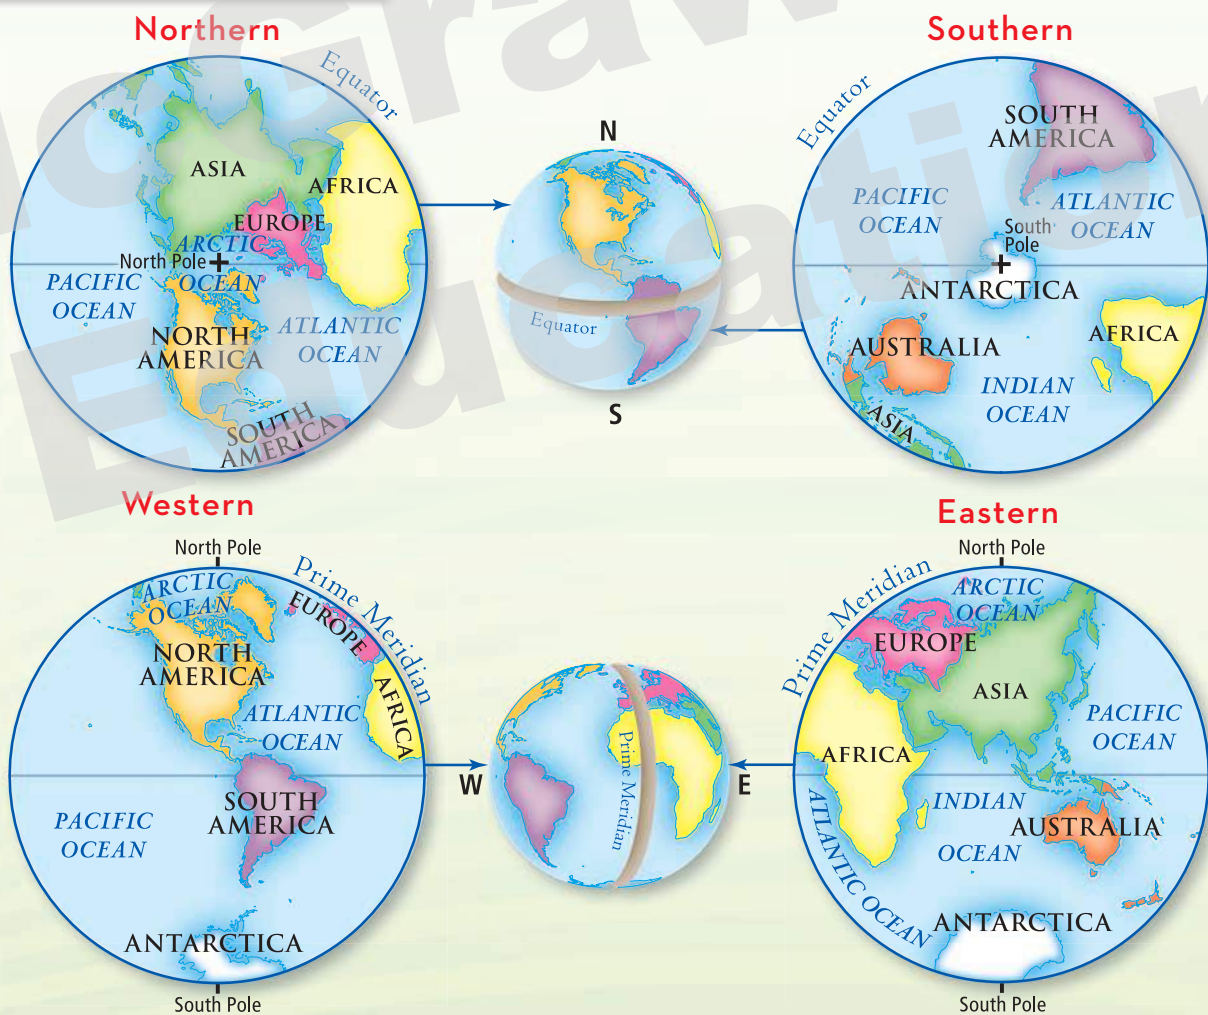 Northern
Equator
ASIA
AFRICA
EUROPE
ARCTIC
OCEAN
North Pole
PACIFIC
OCEAN
NORTH
AMERICA
ATLANTIC
OCEAN
SOUTH
AMERICA
N
Equator
S
Southern
Equator
SOUTH
AMERICA
PACIFIC
OCEAN
ATLANTIC
OCEAN
South
Pole
ANTARCTICA
AFRICA
AUSTRALIA
INDIAN
OCEAN
ASIA
Western
North Pole
Prime Meridian
ARCTIC
OCEAN
EUROPE
NORTH
AMERICA
AFRICA
ATLANTIC
OCEAN
SOUTH
AMERICA
PACIFIC
OCEAN
ANTARCTICA
South Pole
W
Prime Meridian
E
Eastern
North Pole
Prime Meridian
ARCTIC
OCEAN
EUROPE
ASIA
PACIFIC
OCEAN
AFRICA
INDIAN
OCEAN
AUSTRALIA
ATLANTIC OCEAN
ANTARCTICA
South Pole
McGraw
Education